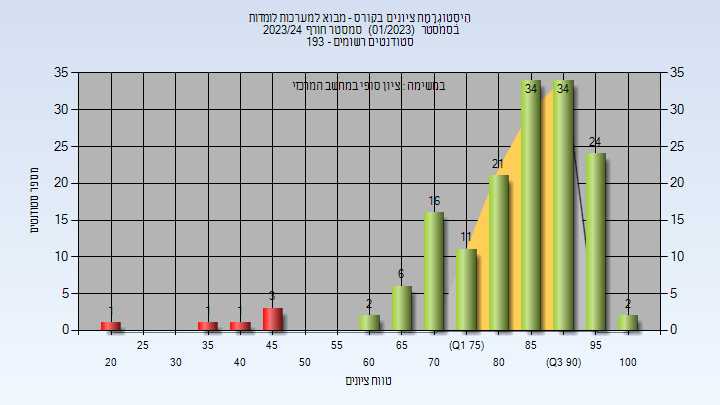 היסטוגרמת ציונים בקורס - מבוא למערכות לומדות
בסמסטר (01/2023) סמסטר חורף 2023/24
סטודנטים רשומים - 193
במשימה : ציון סופי במחשב המרכזי
מספר סטודנטים
35 30 25 20 15 10 5 0
35 30 25 20 15 10 5 0
1 1 1 3 2 6 16 11 21 34 34 24 2
25 35 45 55 65 (Q1 75) 85 95
20 30 40 50 60 70 80 (Q3 90) 100
טווח ציונים